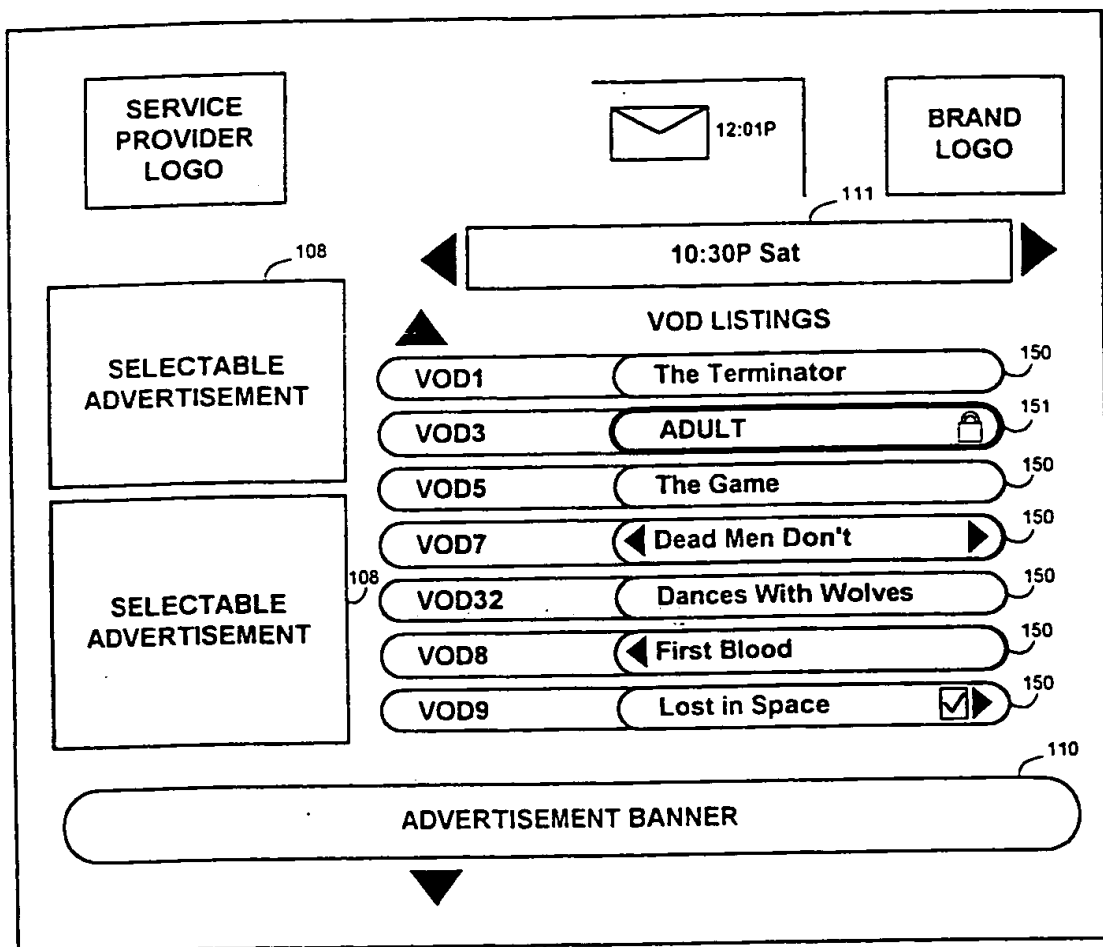 SERVICE
PROVIDER
LOGO
12:01P
BRAND
LOGO
111
10:30P Sat
108
SELECTABLE
ADVERTISEMENT
VOD LISTINGS
VOD1 The Terminator 150
VOD3 ADULT 151
VOD5 The Game 150
VOD7 Dead Men Don't 150
108
SELECTABLE
ADVERTISEMENT
VOD32 Dances With Wolves 150
VOD8 First Blood 150
VOD9 Lost in Space 150
110
ADVERTISEMENT BANNER